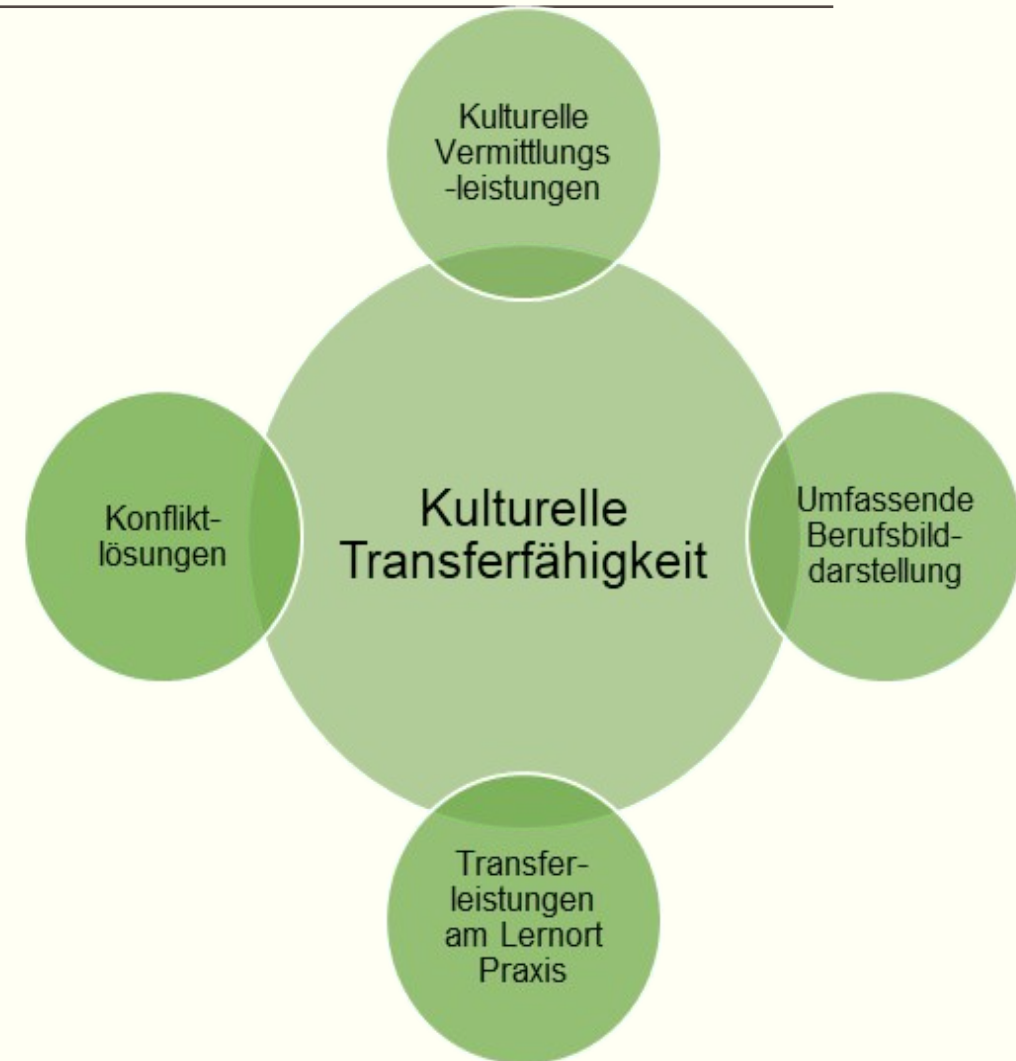 Kulturelle
Vermittlungs
-leistungen
Konflikt-
lösungen
Kulturelle
Transferfähigkeit
Umfassende
Berufsbild-
darstellung
Transfer-
leistungen
am Lernort
Praxis